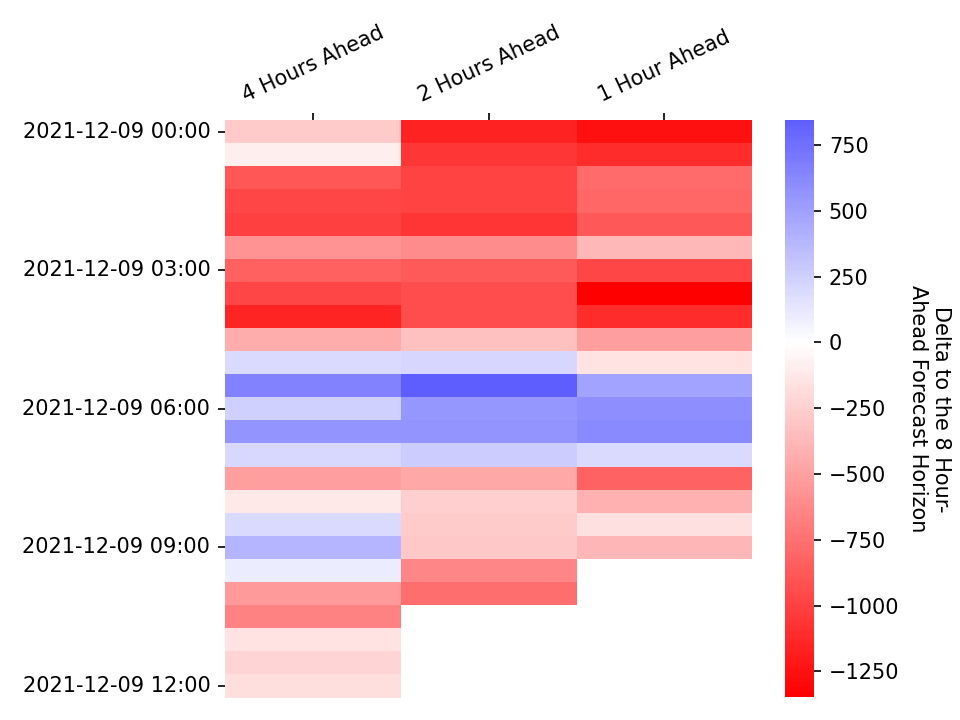 4 Hours Ahead
2 Hours Ahead
1 Hour Ahead
2021-12-09 00:00
2021-12-09 03:00
2021-12-09 06:00
2021-12-09 09:00
2021-12-09 12:00
750
500
250
0
−250
−500
−750
−1000
−1250
Delta to the 8 Hour-
Ahead Forecast Horizon